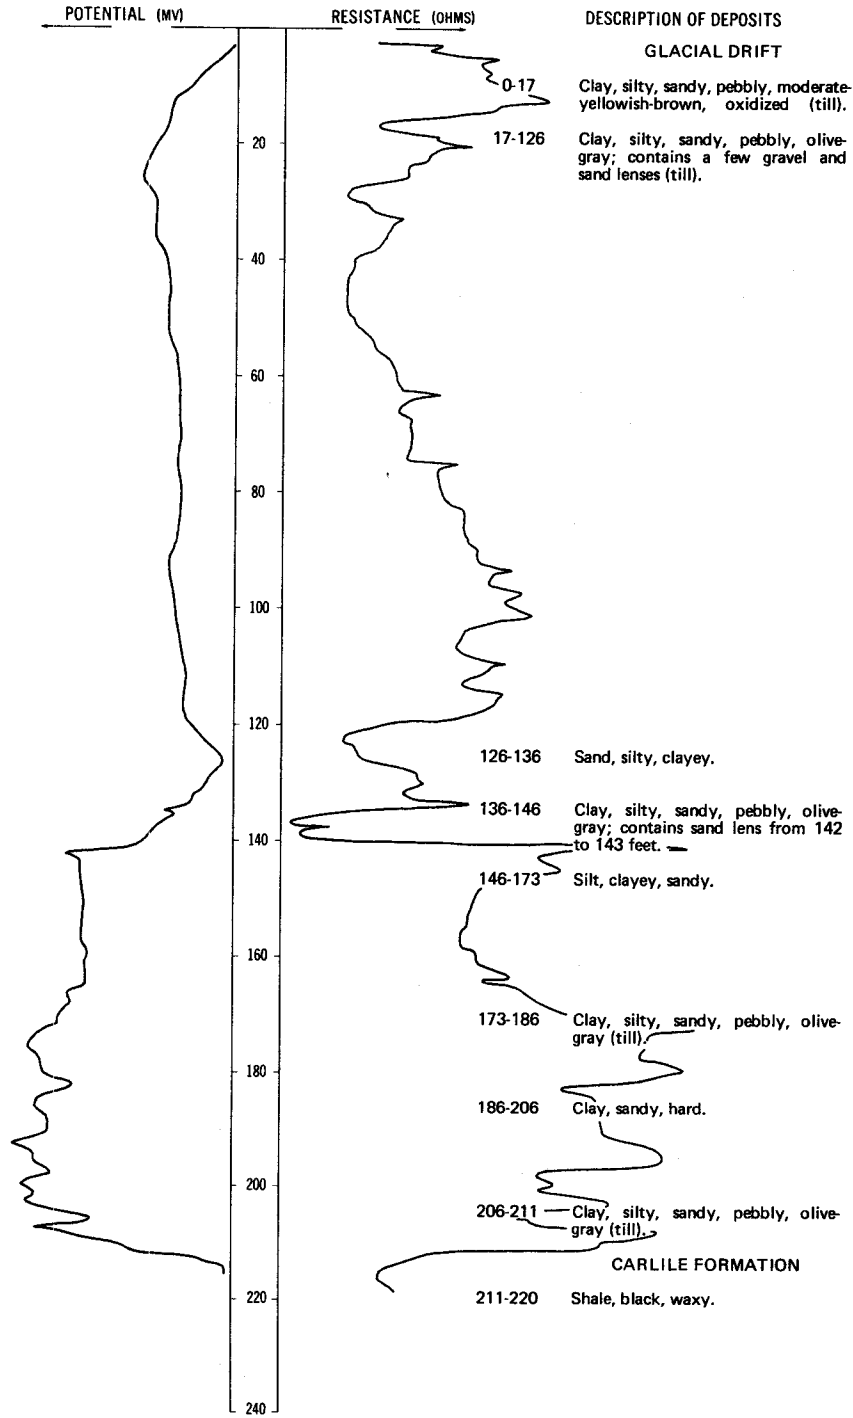 POTENTIAL (MV) RESISTANCE (OHMS) DESCRIPTION OF DEPOSITS
GLACIAL DRIFT
0-17 Clay, silty, sandy, pebbly, moderate-
yellowish-brown, oxidized (till).
20
17-126 Clay, silty, sandy, pebbly, olive-
gray; contains a few gravel and
sand lenses (till).
40
60
80
100
120
126-136 Sand, silty, clayey.
136-146 Clay, silty, sandy, pebbly, olive-
gray; contains sand lens from 142
to 143 feet.
140
146-173 Silt, clayey, sandy.
160
173-186 Clay, silty, sandy, pebbly, olive-
gray (till).
180
186-206 Clay, sandy, hard.
200
206-211 Clay, silty, sandy, pebbly, olive-
gray (till).
CARLILE FORMATION
211-220 Shale, black, waxy.
220
240